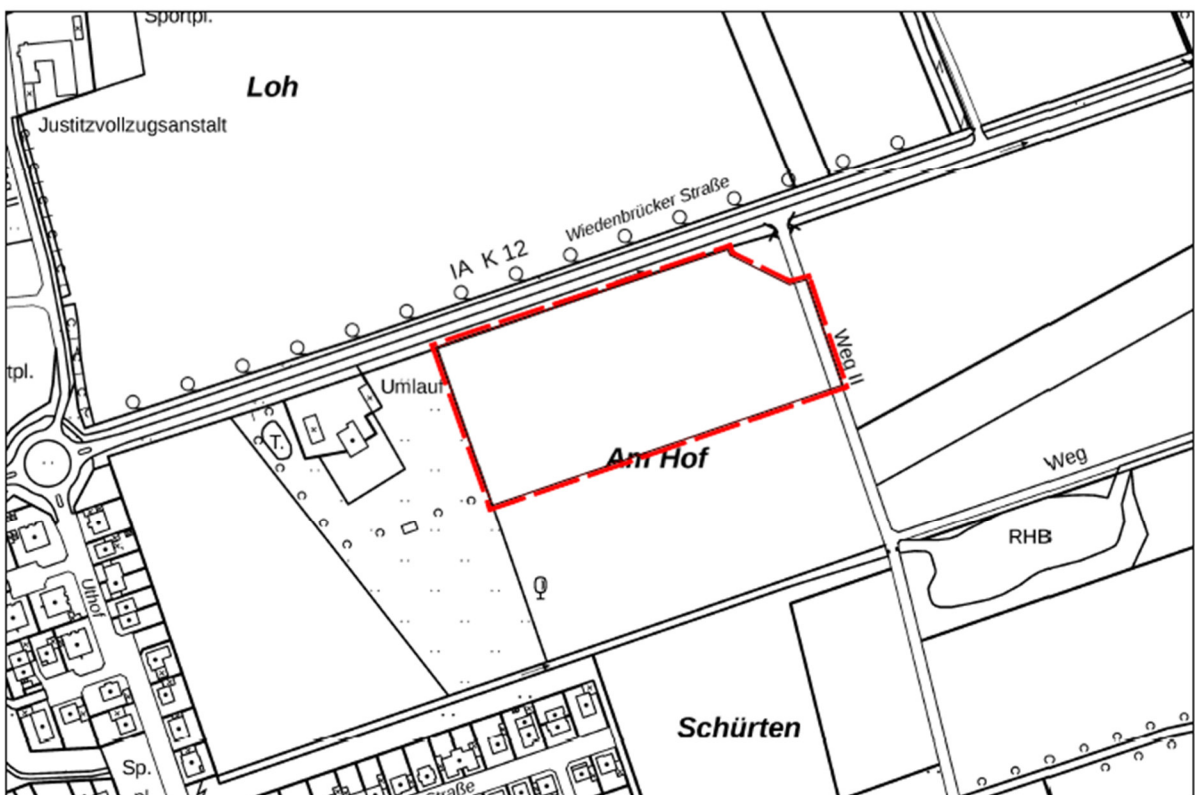 Sportpl.
Loh
Justitzvollzugsanstalt
Wiedenbrücker Straße
IA K 12
tpl.
Umlauf
Weg II
T.
Am Hof
Weg
RHB
Uthof
Schürten
Sp.
Pl.
straße